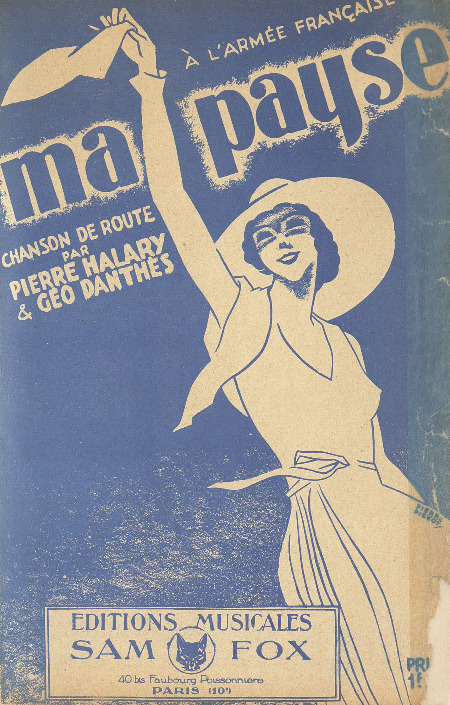 À L'ARMÉE FRANÇAISE
ma payse
CHANSON DE ROUTE
PAR
PIERRE HALARY
& GÉO DANTHÈS
EDITIONS MUSICALES
SAM FOX
40 bis Faubourg Poissonnière
PARIS (10e)
PRI
1F